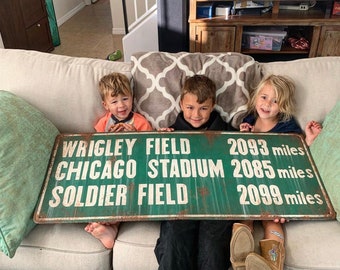 WRIGLEY FIELD 2093 miles
CHICAGO STADIUM 2085 miles
SOLDIER FIELD 2099 miles